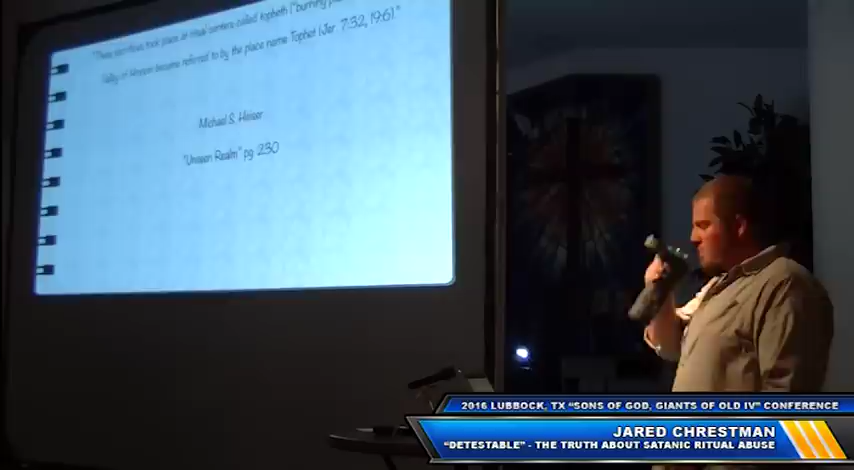 "These sacrifices took place at ritual centers called topheth ("burning
Valley of Hinnom became referred to by the place name Tophet (Jer 7:32, 19:6)."
Michael S. Heiser
"Unseen Realm" pg 230
2016 LUBBOCK, TX "SONS OF GOD, GIANTS OF OLD IV" CONFERENCE
JARED CHRESTMAN
"DETESTABLE" - THE TRUTH ABOUT SATANIC RITUAL ABUSE